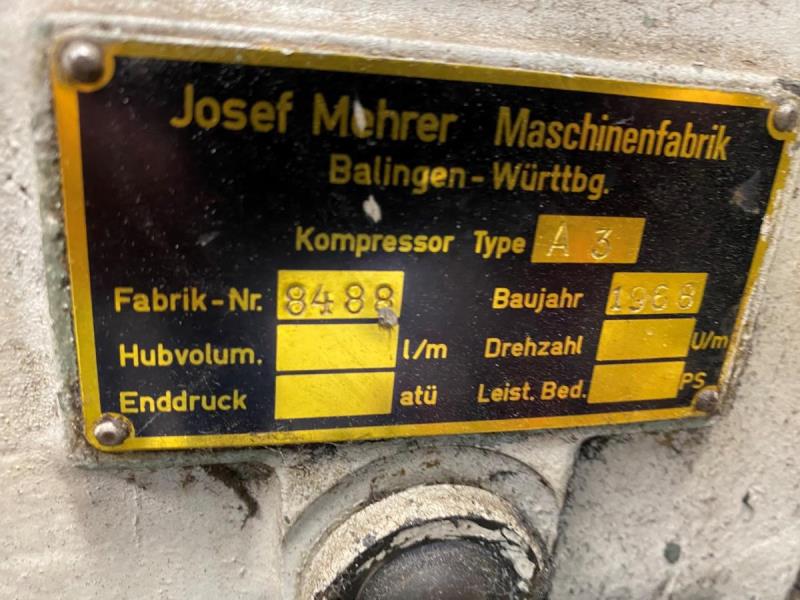 Josef Mehrer Maschinenfabrik
Balingen-Württbg.
Kompressor Type A 3
Fabrik-Nr. 8488 Baujahr 1968
Hubvolum. l/m Drehzahl U/m
Enddruck atü Leist. Bed. PS